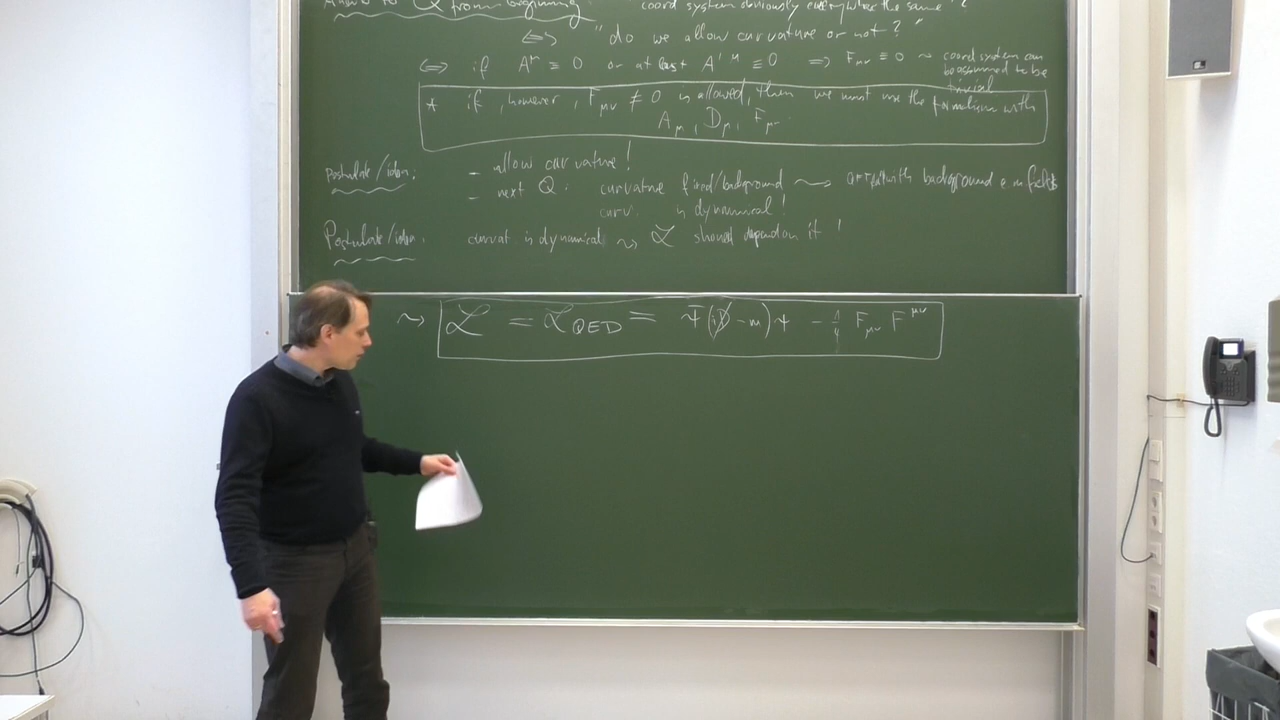 Q from beginning: coord system obviously everywhere the same"?
⟺ "do we allow curvature or not?"
⟺ if A^μ ≡ 0 or at least A'^μ ≡ 0 ⟹ F_μν ≡ 0 ~ coord system can be assumed to be trivial
* if, however, F_μν ≢ 0 is allowed, then we must use the formalism with A_μ, D_μ, F_μν.
Postulate/idea: - allow curvature!
- next Q: curvature fixed/background ⤳ with background e.m. fields
curv. is dynamical!
Postulate/idea: curvat. is dynamical ⤳ ℒ should depend on it!
⤳ ℒ = ℒ_QED = ψ̄(iD̸ - m)ψ - 1/4 F_μν F^μν